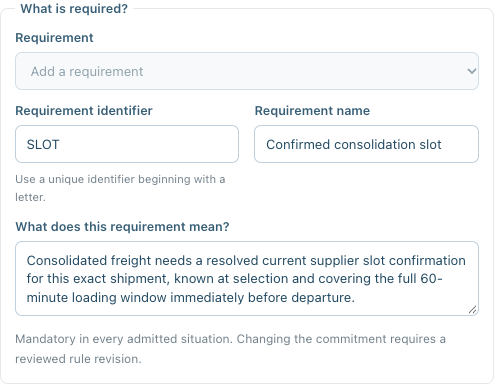 What is required?
Requirement
Add a requirement
Requirement identifier
Requirement name
SLOT
Confirmed consolidation slot
Use a unique identifier beginning with a
letter.
What does this requirement mean?
Consolidated freight needs a resolved current supplier slot confirmation
for this exact shipment, known at selection and covering the full 60-
minute loading window immediately before departure.
Mandatory in every admitted situation. Changing the commitment requires a
reviewed rule revision.